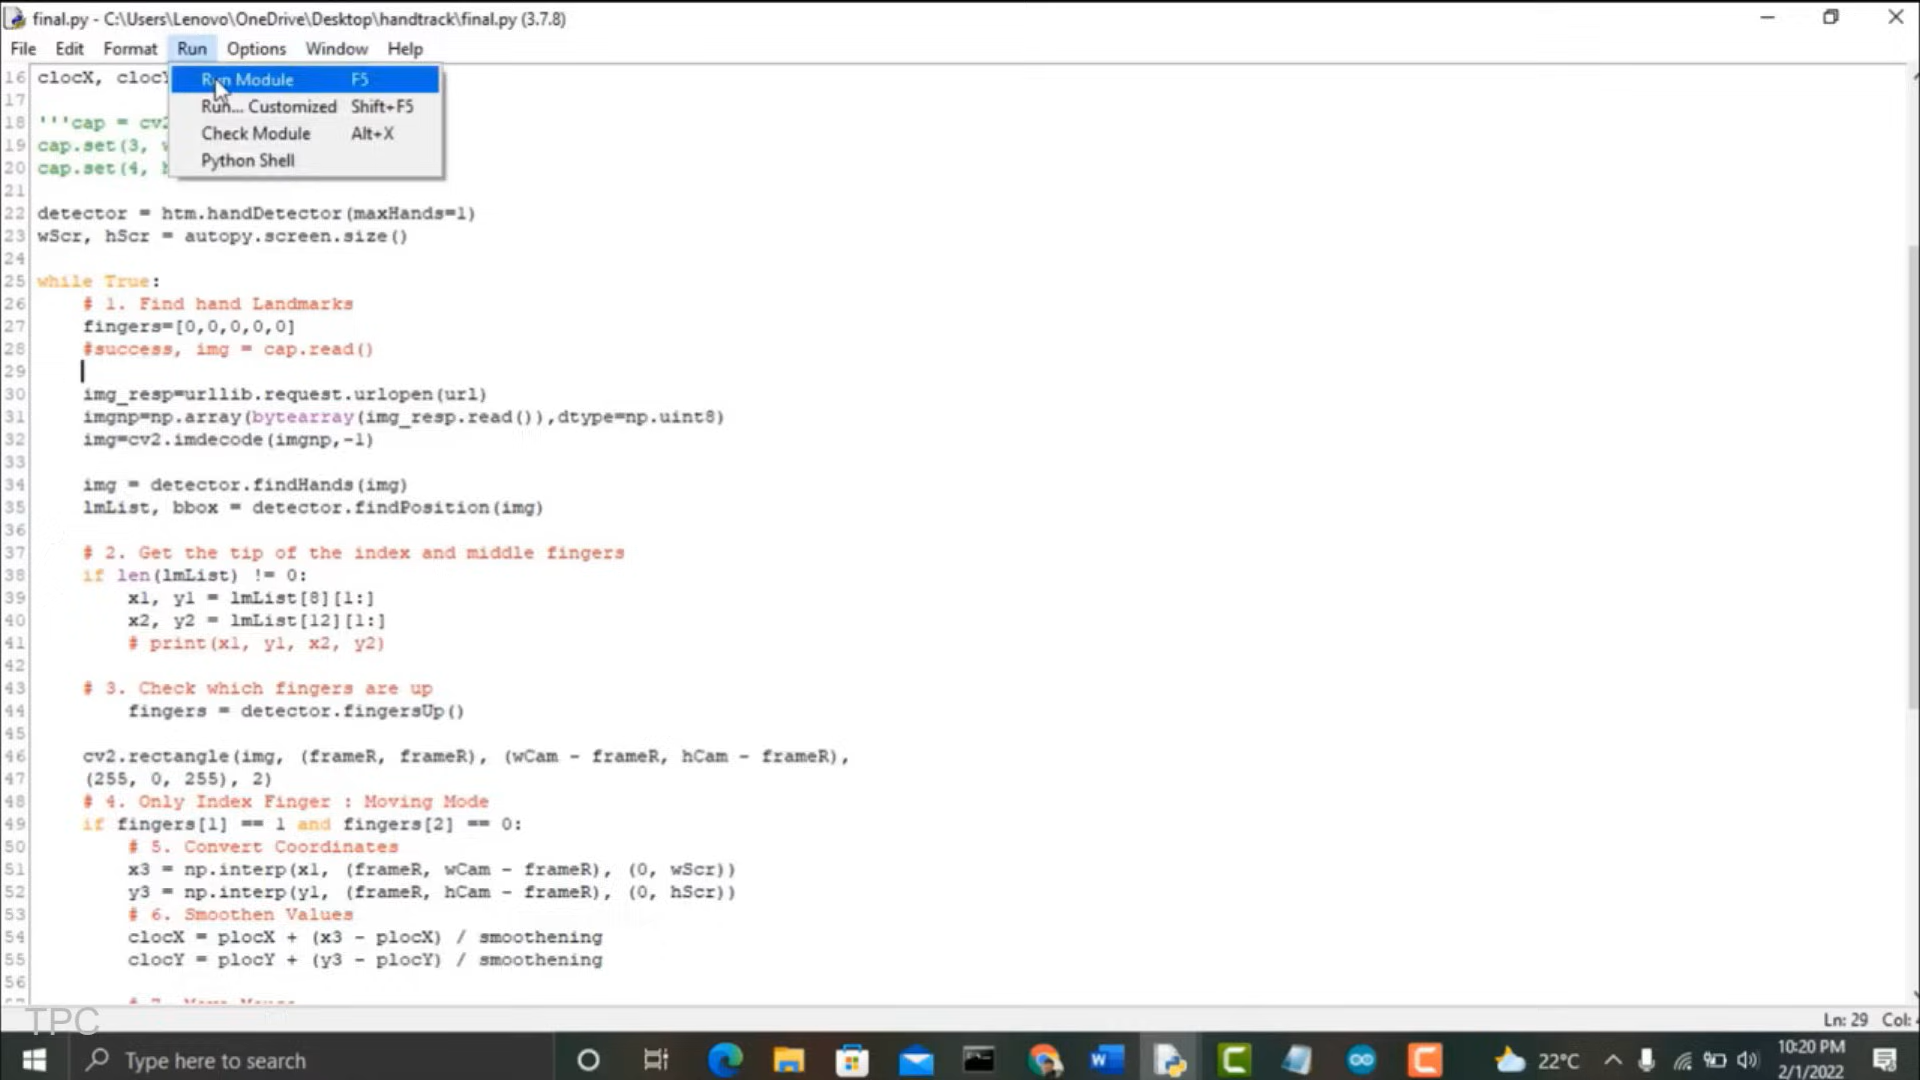 final.py - C:\Users\Lenovo\OneDrive\Desktop\handtrack\final.py (3.7.8)
File Edit Format Run Options Window Help
Run Module F5
Run... Customized Shift+F5
Check Module Alt+X
Python Shell
16 clocX, clocY
17
18 '''cap = cv2
19 cap.set(3,
20 cap.set(4,
21
22 detector = htm.handDetector(maxHands=1)
23 wScr, hScr = autopy.screen.size()
24
25 while True:
26 # 1. Find hand Landmarks
27 fingers=[0,0,0,0,0]
28 #success, img = cap.read()
29
30 img_resp=urllib.request.urlopen(url)
31 imgnp=np.array(bytearray(img_resp.read()),dtype=np.uint8)
32 img=cv2.imdecode(imgnp,-1)
33
34 img = detector.findHands(img)
35 lmList, bbox = detector.findPosition(img)
36
37 # 2. Get the tip of the index and middle fingers
38 if len(lmList) != 0:
39 x1, y1 = lmList[8][1:]
40 x2, y2 = lmList[12][1:]
41 # print(x1, y1, x2, y2)
42
43 # 3. Check which fingers are up
44 fingers = detector.fingersUp()
45
46 cv2.rectangle(img, (frameR, frameR), (wCam - frameR, hCam - frameR),
47 (255, 0, 255), 2)
48 # 4. Only Index Finger : Moving Mode
49 if fingers[1] == 1 and fingers[2] == 0:
50 # 5. Convert Coordinates
51 x3 = np.interp(x1, (frameR, wCam - frameR), (0, wScr))
52 y3 = np.interp(y1, (frameR, hCam - frameR), (0, hScr))
53 # 6. Smoothen Values
54 clocX = plocX + (x3 - plocX) / smoothening
55 clocY = plocY + (y3 - plocY) / smoothening
56
TPC
Ln: 29 Col:
Type here to search
22°C
10:20 PM
2/1/2022